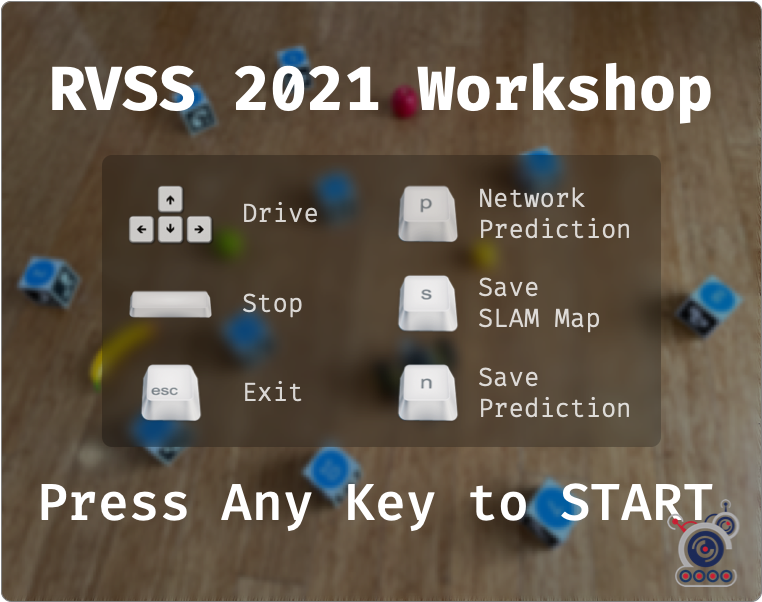 RVSS 2021 Workshop
↑
← ↓ → Drive
p Network
Prediction
Stop
s Save
SLAM Map
esc Exit
n Save
Prediction
Press Any Key to START